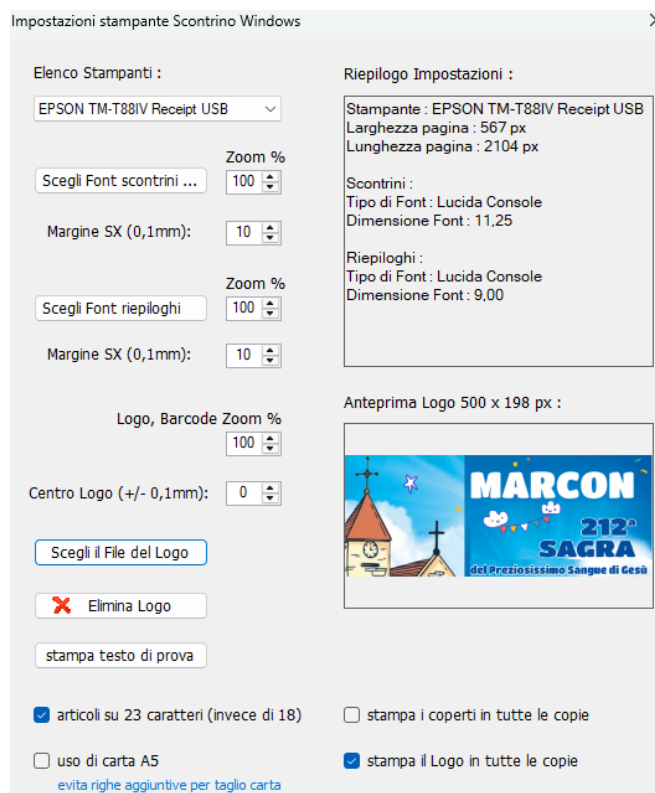 Impostazioni stampante Scontrino Windows
Elenco Stampanti :
EPSON TM-T88IV Receipt USB
Zoom %
Scegli Font scontrini ...
100
Margine SX (0,1mm):
10
Zoom %
Scegli Font riepiloghi
100
Margine SX (0,1mm):
10
Logo, Barcode Zoom %
100
Centro Logo (+/- 0,1mm):
0
Scegli il File del Logo
Elimina Logo
stampa testo di prova
Riepilogo Impostazioni :
Stampante : EPSON TM-T88IV Receipt USB
Larghezza pagina : 567 px
Lunghezza pagina : 2104 px
Scontrini :
Tipo di Font : Lucida Console
Dimensione Font : 11,25
Riepiloghi :
Tipo di Font : Lucida Console
Dimensione Font : 9,00
Anteprima Logo 500 x 198 px :
MARCON
212ª
SAGRA
del Preziosissimo Sangue di Gesù
articoli su 23 caratteri (invece di 18)
stampa i coperti in tutte le copie
uso di carta A5
stampa il Logo in tutte le copie
evita righe aggiuntive per taglio carta